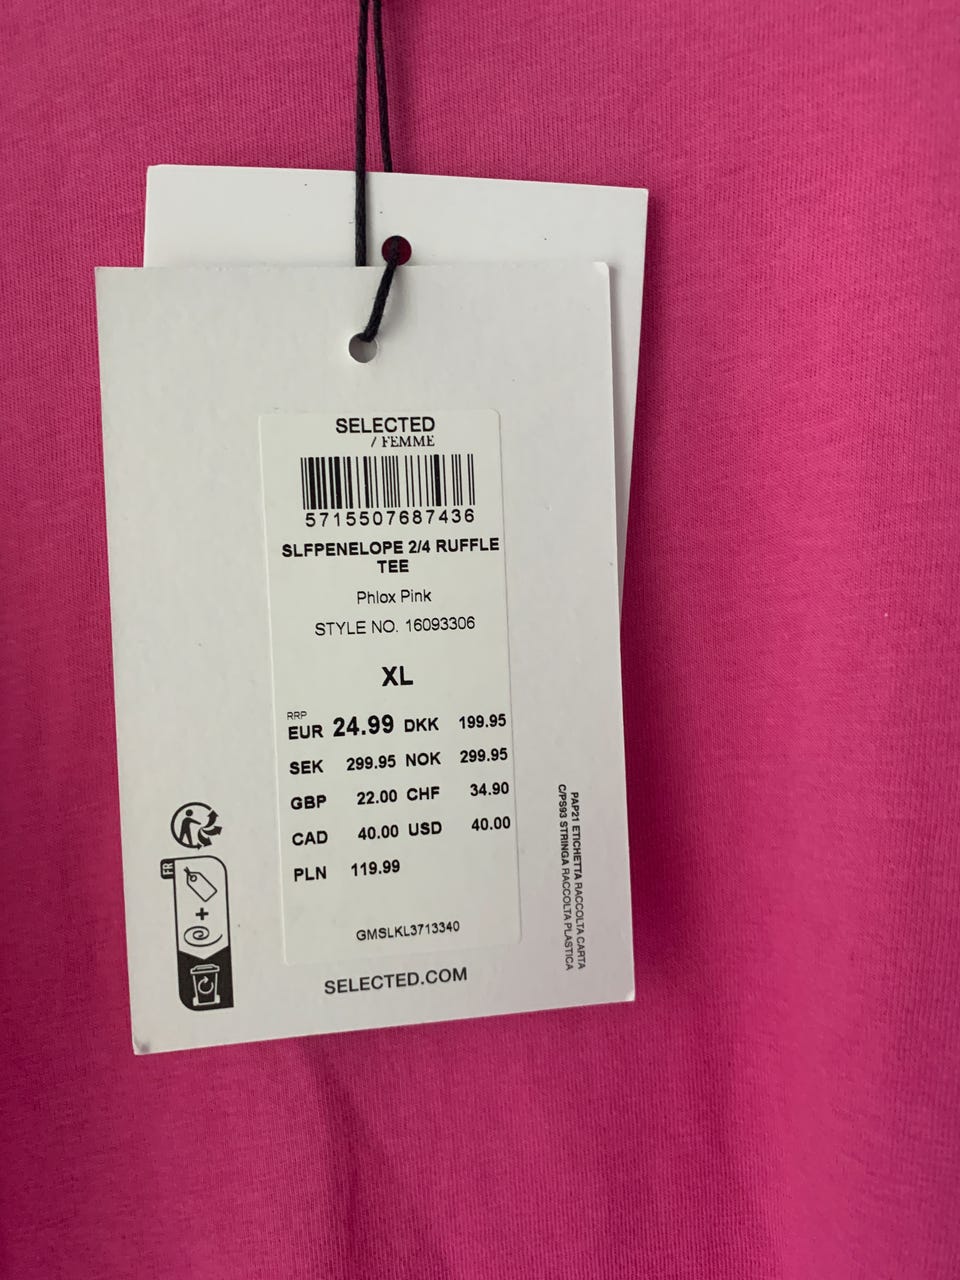 SELECTED
/ FEMME
5715507687436
SLFPENELOPE 2/4 RUFFLE
TEE
Phlox Pink
STYLE NO. 16093306
XL
RRP
EUR 24.99 DKK 199.95
SEK 299.95 NOK 299.95
GBP 22.00 CHF 34.90
CAD 40.00 USD 40.00
PLN 119.99
GMSLKL3713340
SELECTED.COM
FR
+
PAP21 ETICHETTA RACCOLTA CARTA
C/PS93 STRINGA RACCOLTA PLASTICA